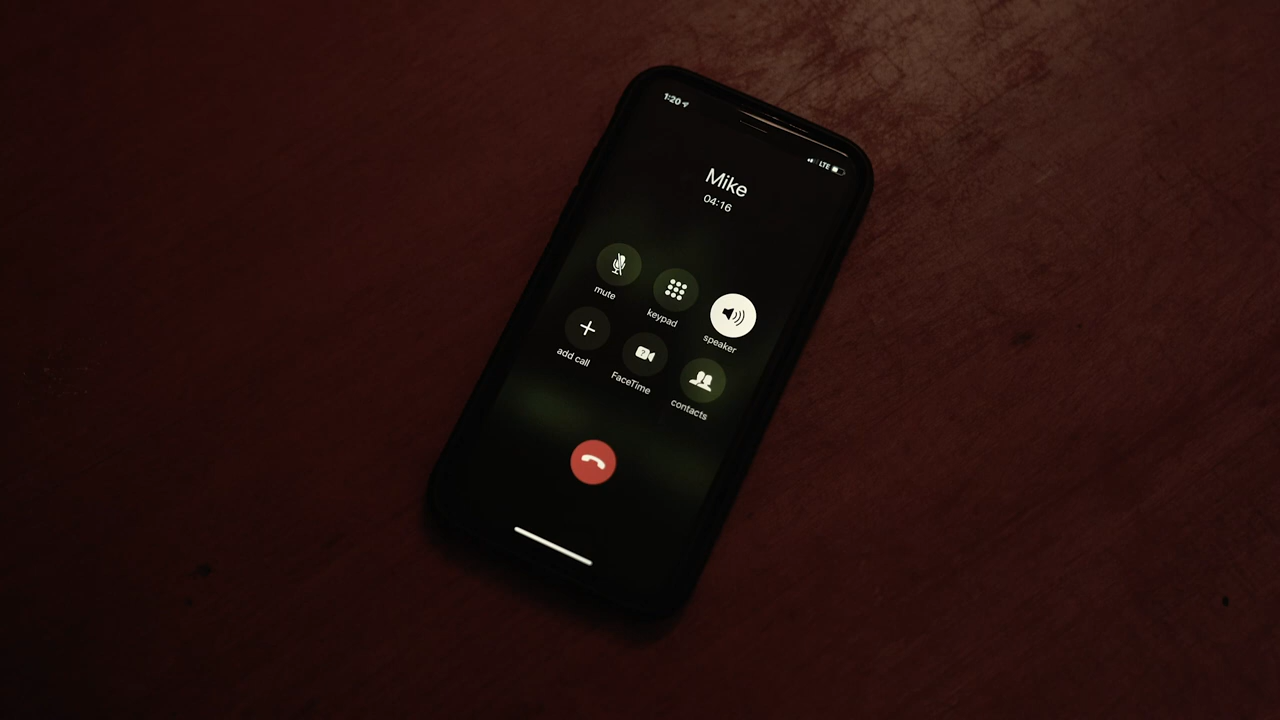 1:20
LTE
Mike
04:16
mute
keypad
speaker
add call
FaceTime
contacts